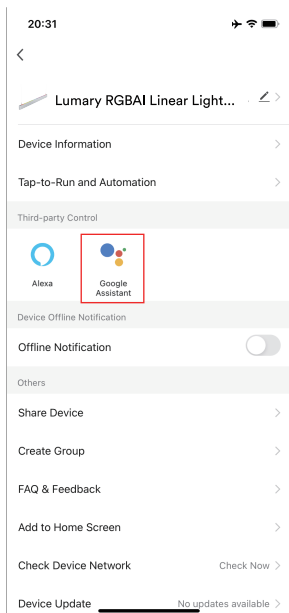 20:31
Lumary RGBAI Linear Light...
Device Information
Tap-to-Run and Automation
Third-party Control
Alexa
Google
Assistant
Device Offline Notification
Offline Notification
Others
Share Device
Create Group
FAQ & Feedback
Add to Home Screen
Check Device Network Check Now
Device Update No updates available